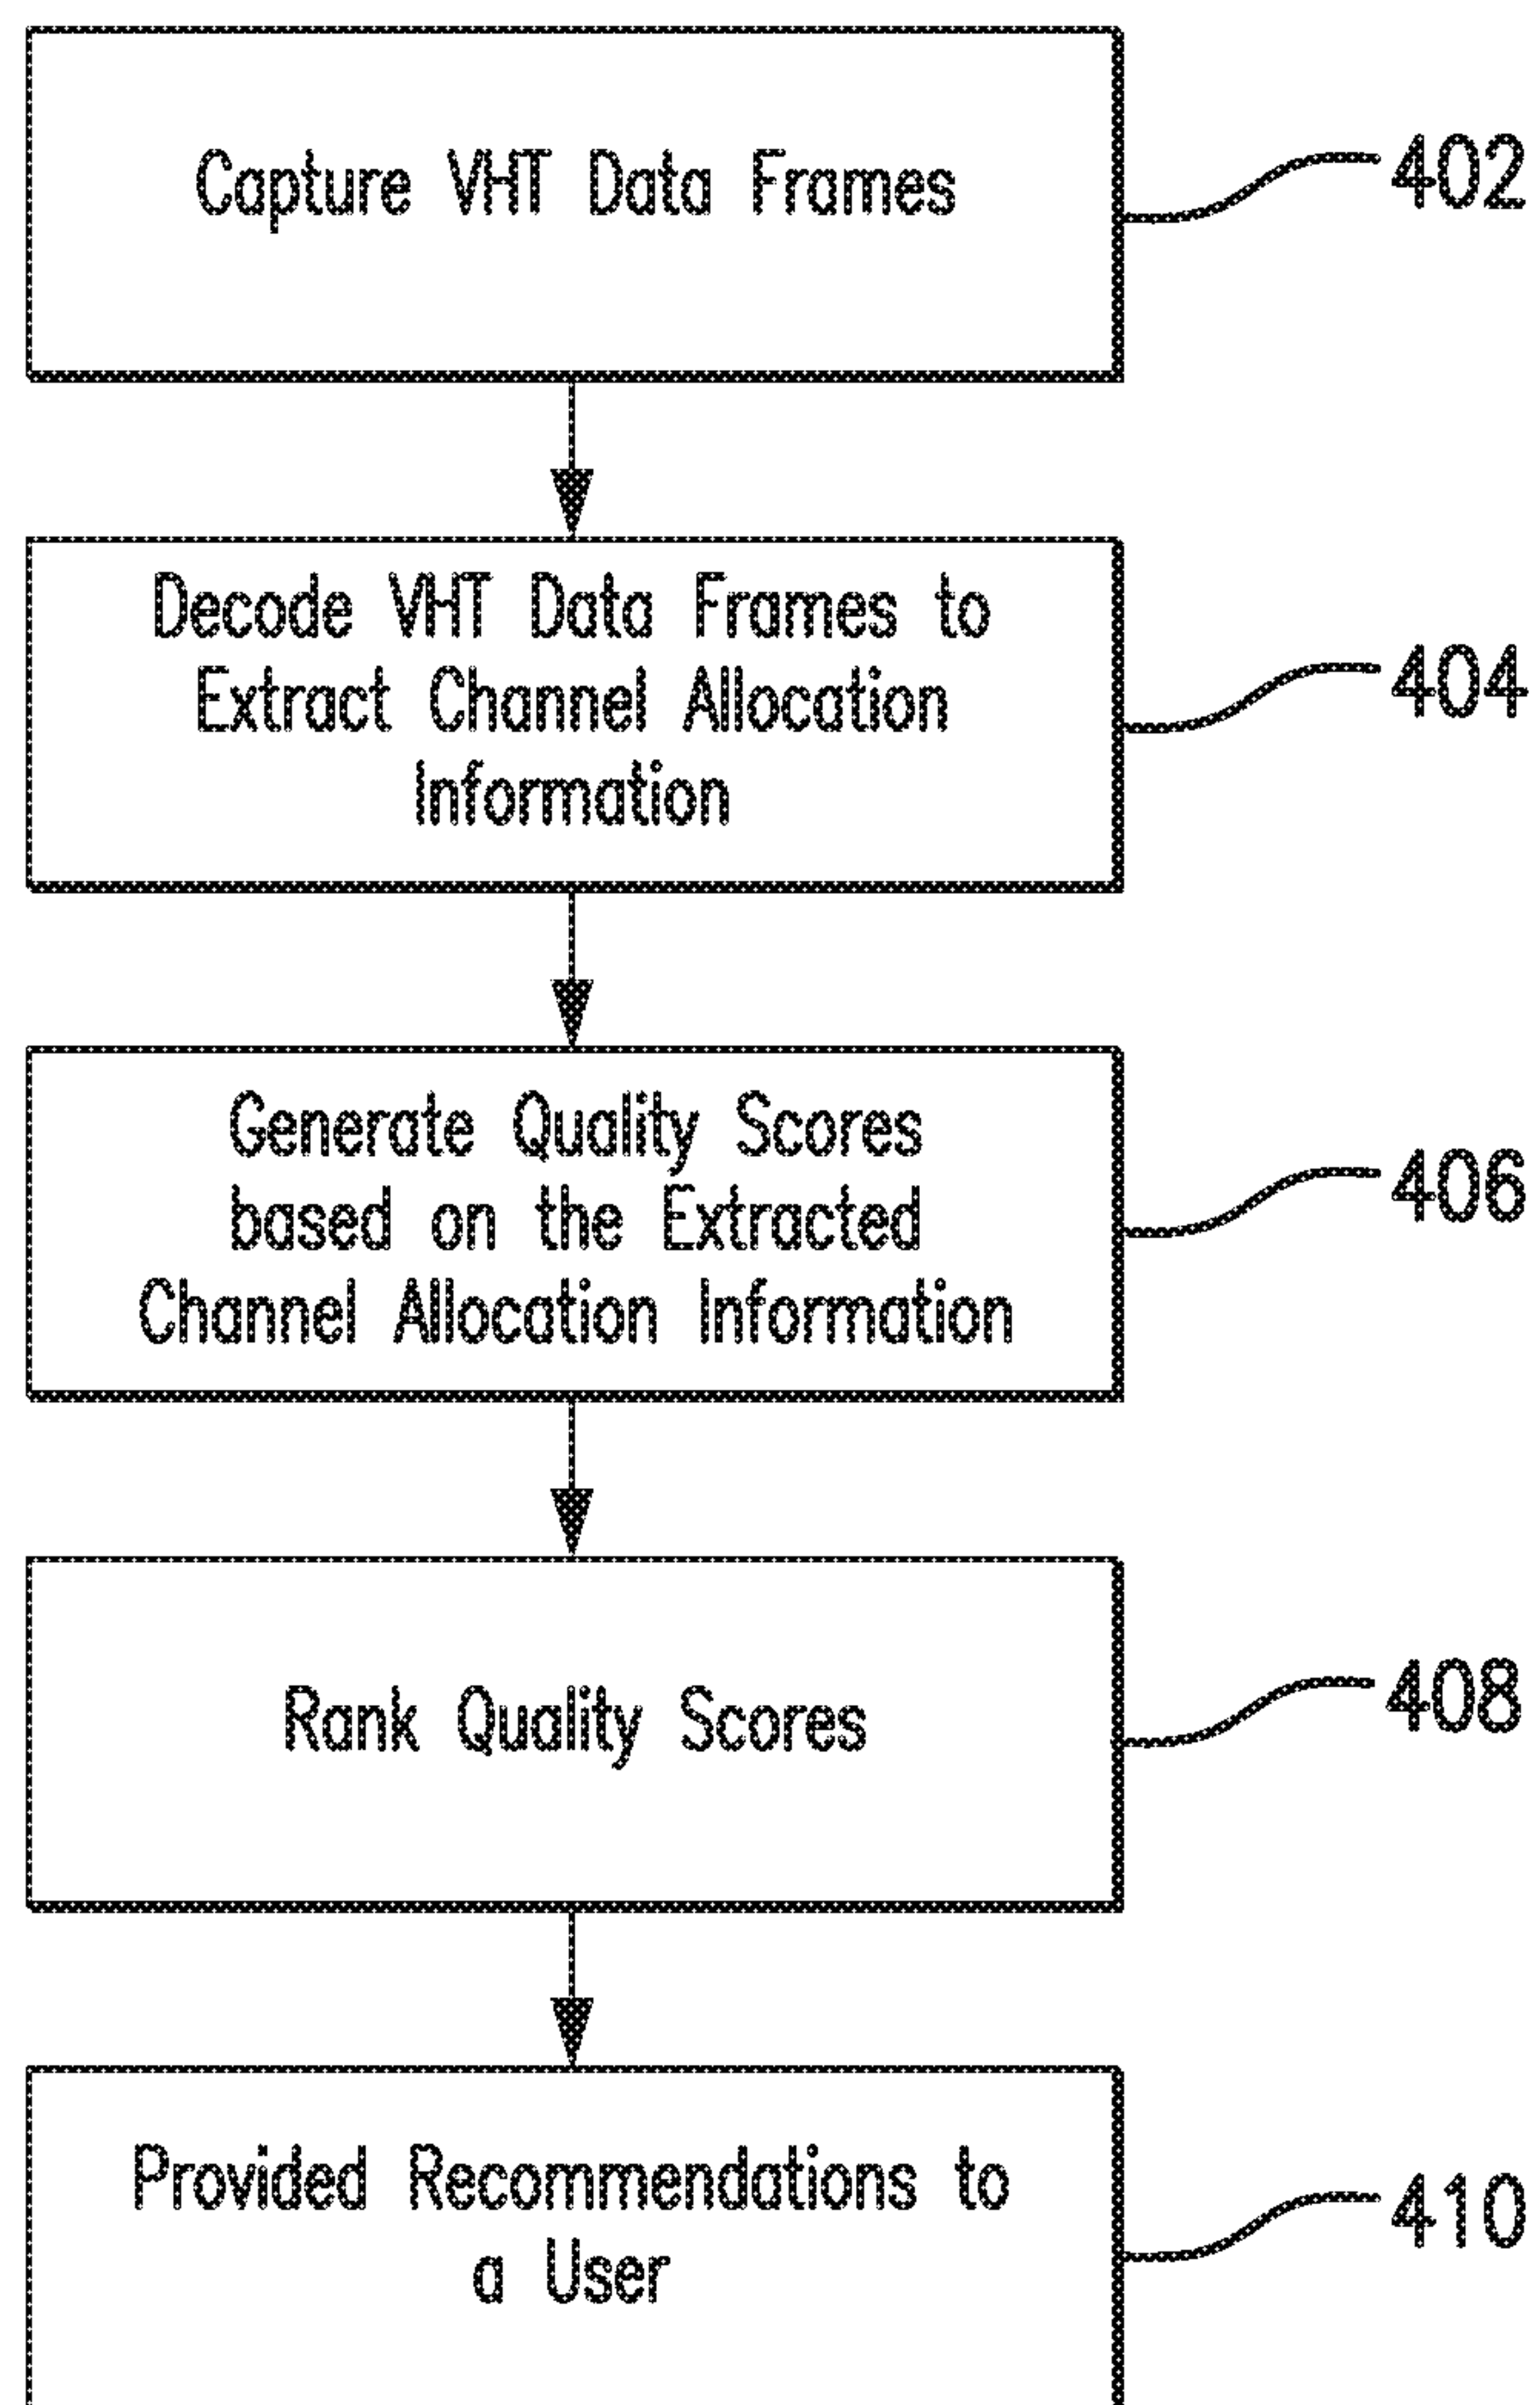 Capture VHT Data Frames
402
Decode VHT Data Frames to
Extract Channel Allocation
Information
404
Generate Quality Scores
based on the Extracted
Channel Allocation Information
406
Rank Quality Scores
408
Provided Recommendations to
a User
410